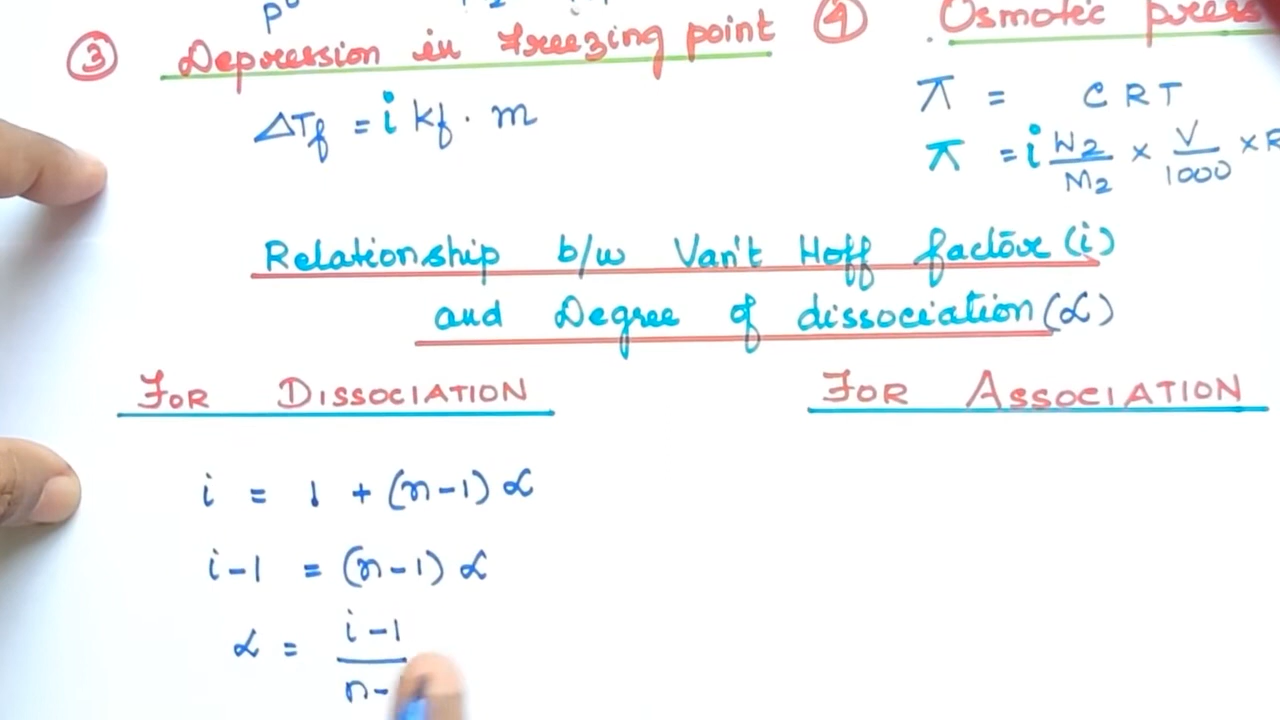 ③ Depression in freezing point
④ Osmotic press
ΔTf = i kf · m
π = CRT
π = i W2/M2 × V/1000 × R
Relationship b/w Van't Hoff factor (i)
and Degree of dissociation (α)
FOR DISSOCIATION
FOR ASSOCIATION
i = 1 + (n-1) α
i-1 = (n-1) α
α = i-1/n-